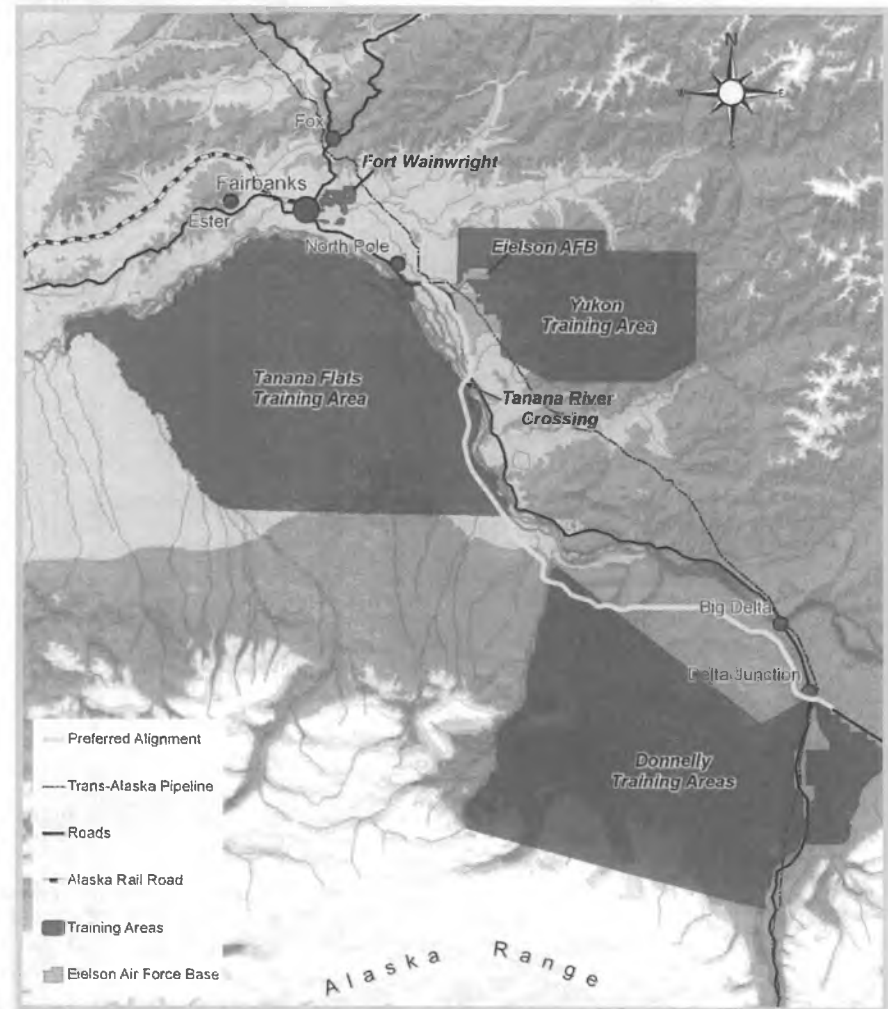 N
Fox
Fort Wainwright
Fairbanks
Ester
North Pole
Eielson AFB
Yukon
Training Area
Tanana Flats
Training Area
Tanana River
Crossing
Big Delta
Delta Junction
Donnelly
Training Areas
Preferred Alignment
Trans-Alaska Pipeline
Roads
Alaska Rail Road
Training Areas
Eielson Air Force Base
Alaska Range